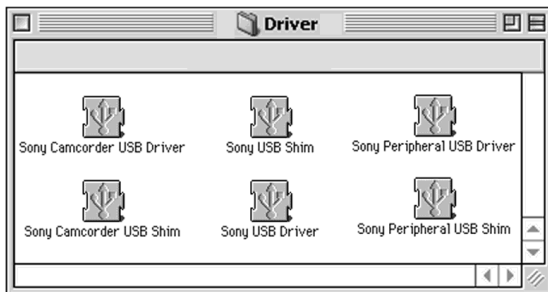 Driver
Sony Camcorder USB Driver
Sony USB Shim
Sony Peripheral USB Driver
Sony Camcorder USB Shim
Sony USB Driver
Sony Peripheral USB Shim